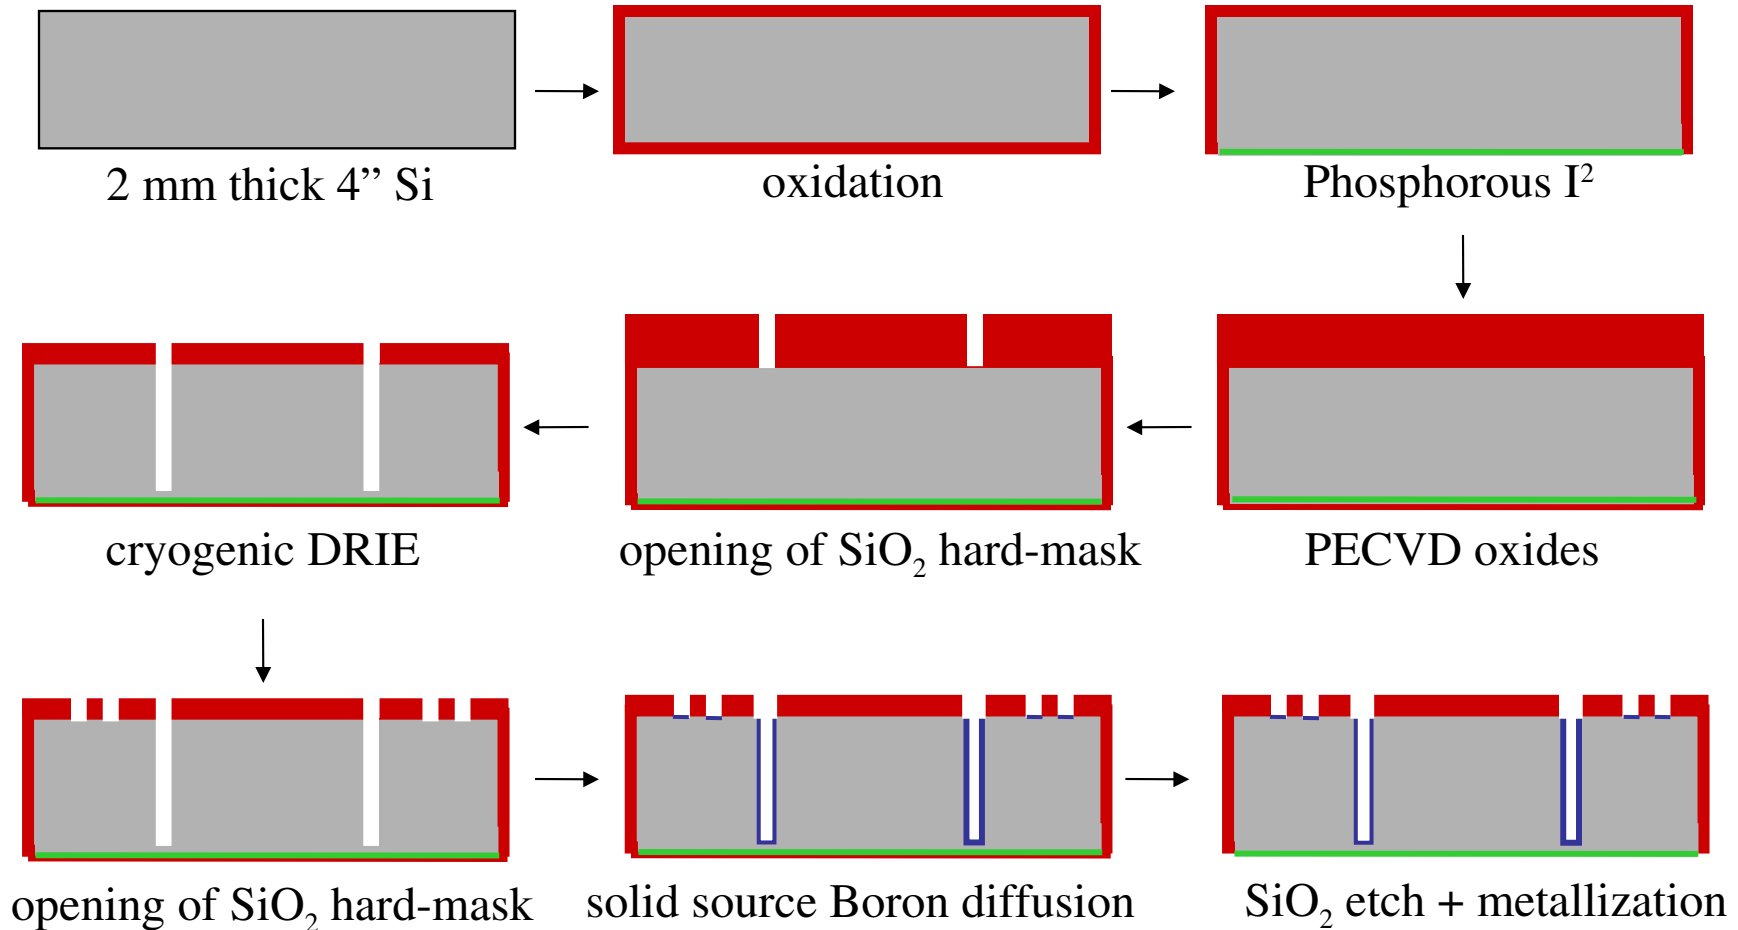 2 mm thick 4” Si
oxidation
Phosphorous I²
cryogenic DRIE
opening of SiO₂ hard-mask
PECVD oxides
opening of SiO₂ hard-mask
solid source Boron diffusion
SiO₂ etch + metallization